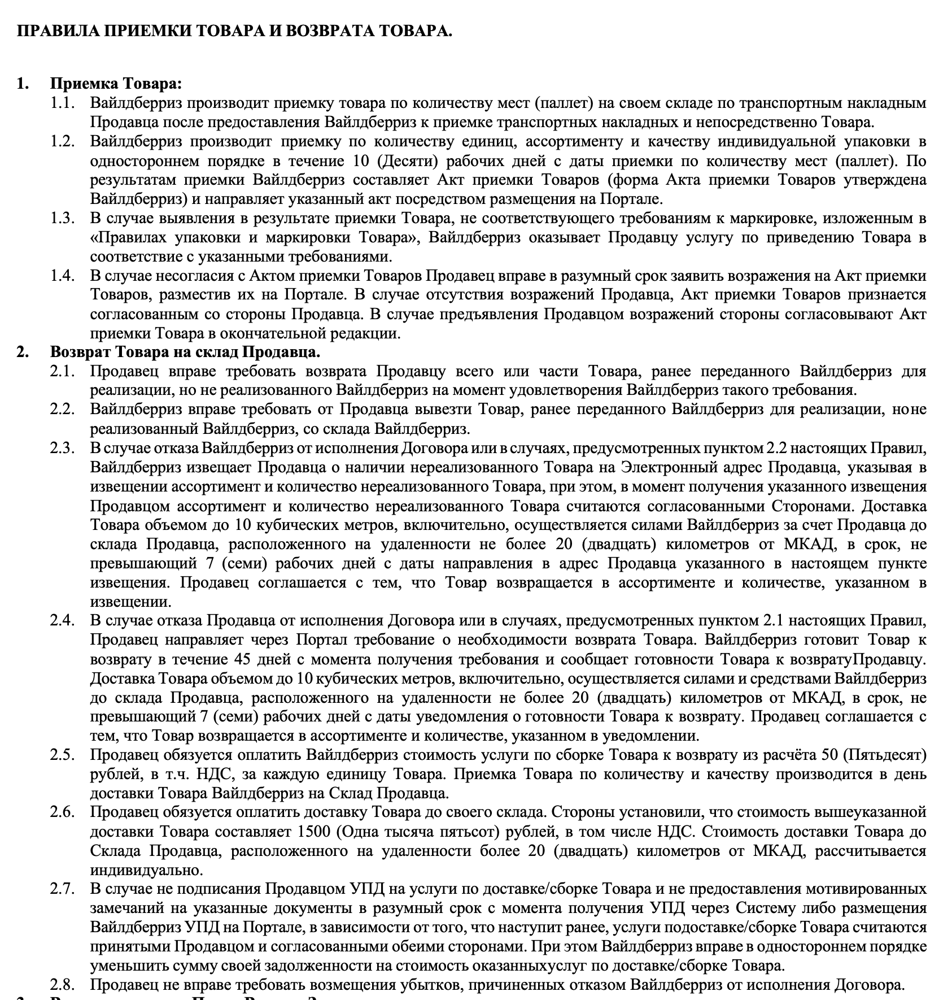 ПРАВИЛА ПРИЕМКИ ТОВАРА И ВОЗВРАТА ТОВАРА.
1. Приемка Товара:
1.1. Вайлдберриз производит приемку товара по количеству мест (паллет) на своем складе по транспортным накладным
Продавца после предоставления Вайлдберриз к приемке транспортных накладных и непосредственно Товара.
1.2. Вайлдберриз производит приемку по количеству единиц, ассортименту и качеству индивидуальной упаковки в
одностороннем порядке в течение 10 (Десяти) рабочих дней с даты приемки по количеству мест (паллет). По
результатам приемки Вайлдберриз составляет Акт приемки Товаров (форма Акта приемки Товаров утверждена
Вайлдберриз) и направляет указанный акт посредством размещения на Портале.
1.3. В случае выявления в результате приемки Товара, не соответствующего требованиям к маркировке, изложенным в
«Правилах упаковки и маркировки Товара», Вайлдберриз оказывает Продавцу услугу по приведению Товара в
соответствие с указанными требованиями.
1.4. В случае несогласия с Актом приемки Товаров Продавец вправе в разумный срок заявить возражения на Акт приемки
Товаров, разместив их на Портале. В случае отсутствия возражений Продавца, Акт приемки Товаров признается
согласованным со стороны Продавца. В случае предъявления Продавцом возражений стороны согласовывают Акт
приемки Товара в окончательной редакции.
2. Возврат Товара на склад Продавца.
2.1. Продавец вправе требовать возврата Продавцу всего или части Товара, ранее переданного Вайлдберриз для
реализации, но не реализованного Вайлдберриз на момент удовлетворения Вайлдберриз такого требования.
2.2. Вайлдберриз вправе требовать от Продавца вывезти Товар, ранее переданного Вайлдберриз для реализации, но не
реализованный Вайлдберриз, со склада Вайлдберриз.
2.3. В случае отказа Вайлдберриз от исполнения Договора или в случаях, предусмотренных пунктом 2.2 настоящих Правил,
Вайлдберриз извещает Продавца о наличии нереализованного Товара на Электронный адрес Продавца, указывая в
извещении ассортимент и количество нереализованного Товара, при этом, в момент получения указанного извещения
Продавцом ассортимент и количество нереализованного Товара считаются согласованными Сторонами. Доставка
Товара объемом до 10 кубических метров, включительно, осуществляется силами Вайлдберриз за счет Продавца до
склада Продавца, расположенного на удаленности не более 20 (двадцать) километров от МКАД, в срок, не
превышающий 7 (семи) рабочих дней с даты направления в адрес Продавца указанного в настоящем пункте
извещения. Продавец соглашается с тем, что Товар возвращается в ассортименте и количестве, указанном в
извещении.
2.4. В случае отказа Продавца от исполнения Договора или в случаях, предусмотренных пунктом 2.1 настоящих Правил,
Продавец направляет через Портал требование о необходимости возврата Товара. Вайлдберриз готовит Товар к
возврату в течение 45 дней с момента получения требования и сообщает готовности Товара к возвратуПродавцу.
Доставка Товара объемом до 10 кубических метров, включительно, осуществляется силами и средствами Вайлдберриз
до склада Продавца, расположенного на удаленности не более 20 (двадцать) километров от МКАД, в срок, не
превышающий 7 (семи) рабочих дней с даты уведомления о готовности Товара к возврату. Продавец соглашается с
тем, что Товар возвращается в ассортименте и количестве, указанном в уведомлении.
2.5. Продавец обязуется оплатить Вайлдберриз стоимость услуги по сборке Товара к возврату из расчёта 50 (Пятьдесят)
рублей, в т.ч. НДС, за каждую единицу Товара. Приемка Товара по количеству и качеству производится в день
доставки Товара Вайлдберриз на Склад Продавца.
2.6. Продавец обязуется оплатить доставку Товара до своего склада. Стороны установили, что стоимость вышеуказанной
доставки Товара составляет 1500 (Одна тысяча пятьсот) рублей, в том числе НДС. Стоимость доставки Товара до
Склада Продавца, расположенного на удаленности более 20 (двадцать) километров от МКАД, рассчитывается
индивидуально.
2.7. В случае не подписания Продавцом УПД на услуги по доставке/сборке Товара и не предоставления мотивированных
замечаний на указанные документы в разумный срок с момента получения УПД через Систему либо размещения
Вайлдберриз УПД на Портале, в зависимости от того, что наступит ранее, услуги подоставке/сборке Товара считаются
принятыми Продавцом и согласованными обеими сторонами. При этом Вайлдберриз вправе в одностороннем порядке
уменьшить сумму своей задолженности на стоимость оказанныхуслуг по доставке/сборке Товара.
2.8. Продавец не вправе требовать возмещения убытков, причиненных отказом Вайлдберриз от исполнения Договора.